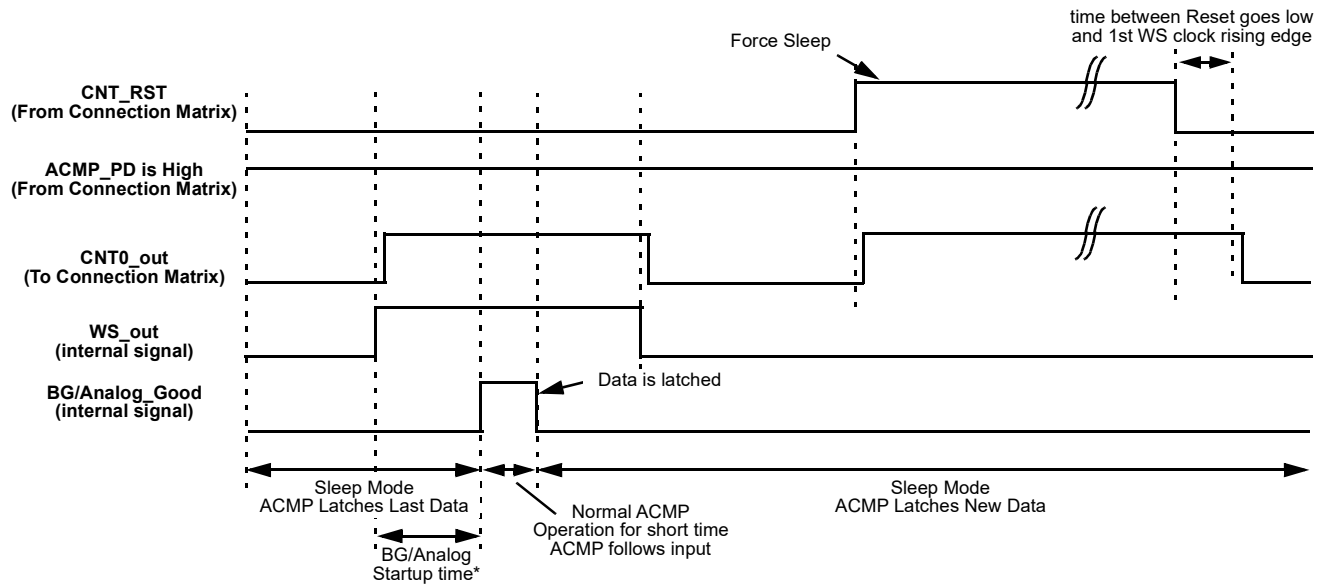 time between Reset goes low
and 1st WS clock rising edge
Force Sleep
CNT_RST
(From Connection Matrix)
ACMP_PD is High
(From Connection Matrix)
CNT0_out
(To Connection Matrix)
WS_out
(internal signal)
BG/Analog_Good
(internal signal)
Data is latched
Sleep Mode
ACMP Latches Last Data
Normal ACMP
Operation for short time
ACMP follows input
Sleep Mode
ACMP Latches New Data
BG/Analog
Startup time*